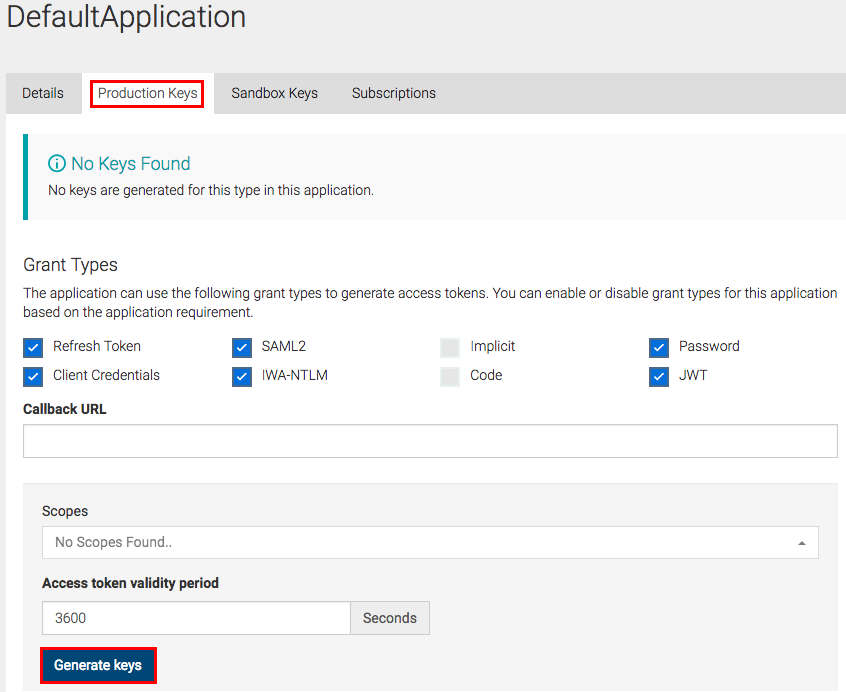 DefaultApplication
Details Production Keys Sandbox Keys Subscriptions
No Keys Found
No keys are generated for this type in this application.
Grant Types
The application can use the following grant types to generate access tokens. You can enable or disable grant types for this application
based on the application requirement.
Refresh Token SAML2 Implicit Password
Client Credentials IWA-NTLM Code JWT
Callback URL
Scopes
No Scopes Found..
Access token validity period
3600 Seconds
Generate keys